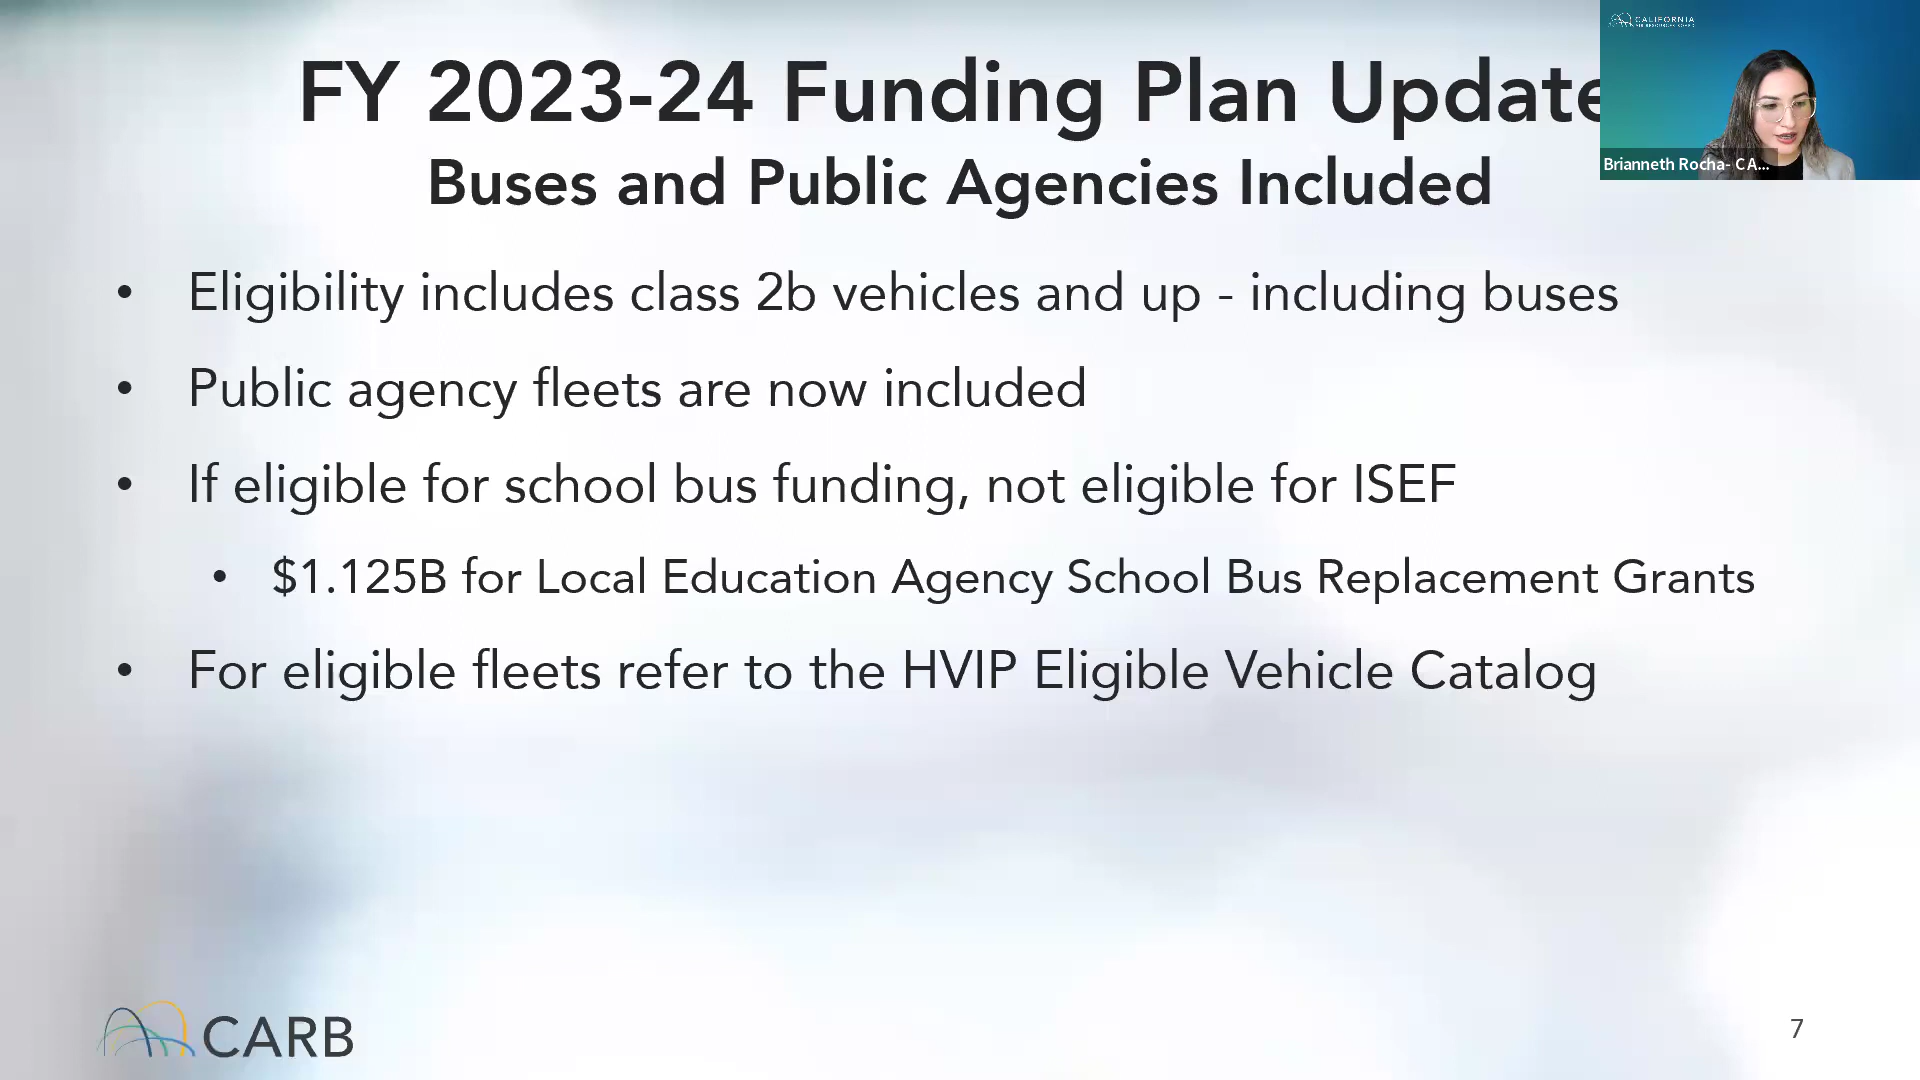 FY 2023-24 Funding Plan Update
Buses and Public Agencies Included
• Eligibility includes class 2b vehicles and up - including buses
• Public agency fleets are now included
• If eligible for school bus funding, not eligible for ISEF
• $1.125B for Local Education Agency School Bus Replacement Grants
• For eligible fleets refer to the HVIP Eligible Vehicle Catalog
CALIFORNIA
AIR RESOURCES BOARD
Brianneth Rocha- CA...
CARB
7